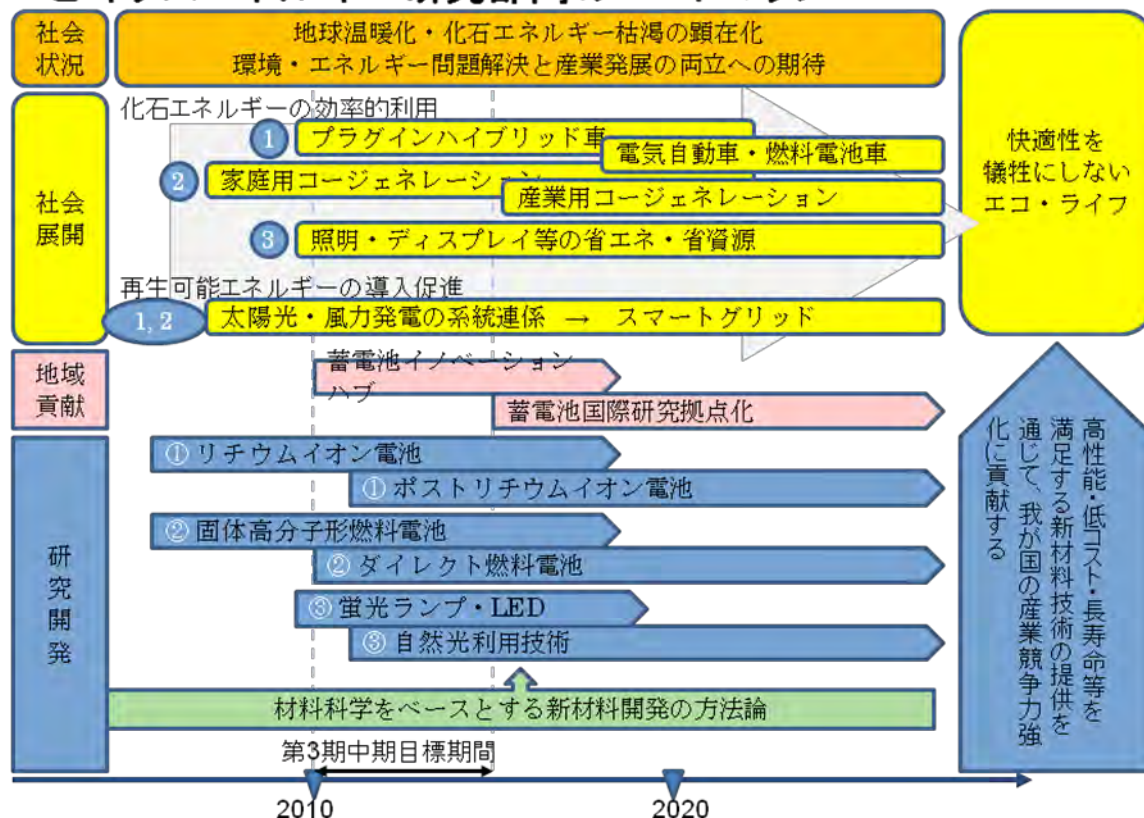 社会
状況
地球温暖化・化石エネルギー枯渇の顕在化
環境・エネルギー問題解決と産業発展の両立への期待
快適性を
犠牲にしない
エコ・ライフ
社会
展開
化石エネルギーの効率的利用
1
プラグインハイブリッド車
電気自動車・燃料電池車
2
家庭用コージェネレーション
産業用コージェネレーション
3
照明・ディスプレイ等の省エネ・省資源
再生可能エネルギーの導入促進
1, 2
太陽光・風力発電の系統連係 → スマートグリッド
地域
貢献
蓄電池イノベーション
ハブ
蓄電池国際研究拠点化
研
究
開
発
① リチウムイオン電池
① ポストリチウムイオン電池
② 固体高分子形燃料電池
② ダイレクト燃料電池
③ 蛍光ランプ・LED
③ 自然光利用技術
材料科学をベースとする新材料開発の方法論
高性能・低コスト・長寿命等を
満足する新材料技術の提供を
通じて、我が国の産業競争力強
化に貢献する
第3期中期目標期間
2010
2020